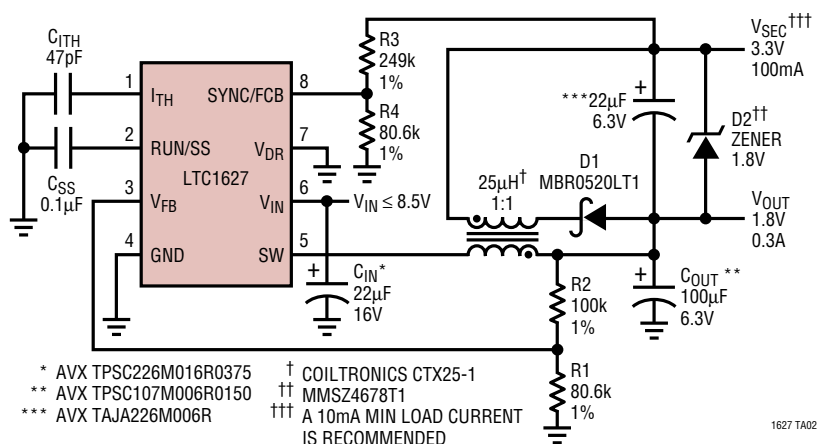 C_ITH
47pF
1
I_TH
2
RUN/SS
C_SS
0.1µF
3
V_FB
4
GND
LTC1627
SYNC/FCB
8
V_DR
7
V_IN
6
V_IN ≤ 8.5V
SW
5
C_IN*
22µF
16V
R3
249k
1%
R4
80.6k
1%
25µH†
1:1
D1
MBR0520LT1
***22µF
6.3V
D2††
ZENER
1.8V
V_SEC†††
3.3V
100mA
V_OUT
1.8V
0.3A
R2
100k
1%
C_OUT **
100µF
6.3V
R1
80.6k
1%
* AVX TPSC226M016R0375
** AVX TPSC107M006R0150
*** AVX TAJA226M006R
† COILTRONICS CTX25-1
†† MMSZ4678T1
††† A 10mA MIN LOAD CURRENT
IS RECOMMENDED
1627 TA02